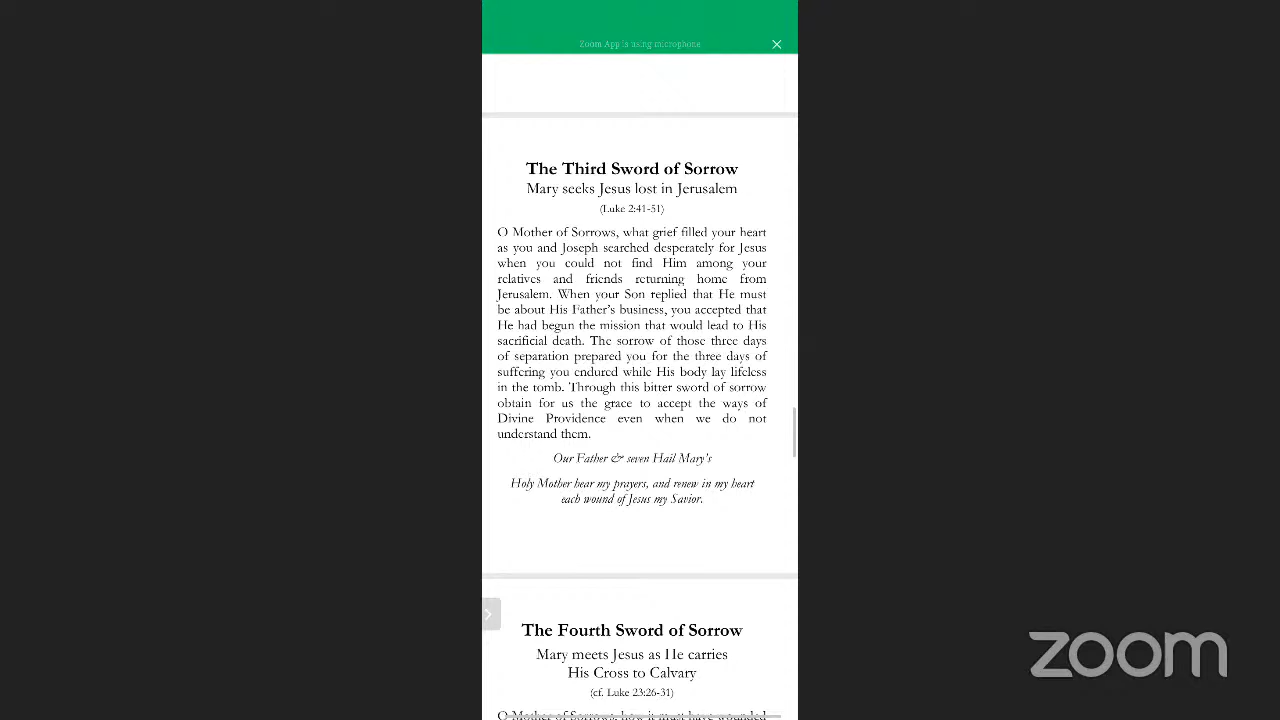 Zoom App is using microphone
The Third Sword of Sorrow
Mary seeks Jesus lost in Jerusalem
(Luke 2:41-51)
O Mother of Sorrows, what grief filled your heart
as you and Joseph searched desperately for Jesus
when you could not find Him among your
relatives and friends returning home from
Jerusalem. When your Son replied that He must
be about His Father's business, you accepted that
He had begun the mission that would lead to His
sacrificial death. The sorrow of those three days
of separation prepared you for the three days of
suffering you endured while His body lay lifeless
in the tomb. Through this bitter sword of sorrow
obtain for us the grace to accept the ways of
Divine Providence even when we do not
understand them.
Our Father & seven Hail Mary's
Holy Mother hear my prayers, and renew in my heart
each wound of Jesus my Savior.
The Fourth Sword of Sorrow
Mary meets Jesus as He carries
His Cross to Calvary
(cf. Luke 23:26-31)
O Mother of Sorrows, how it must have wounded
zoom